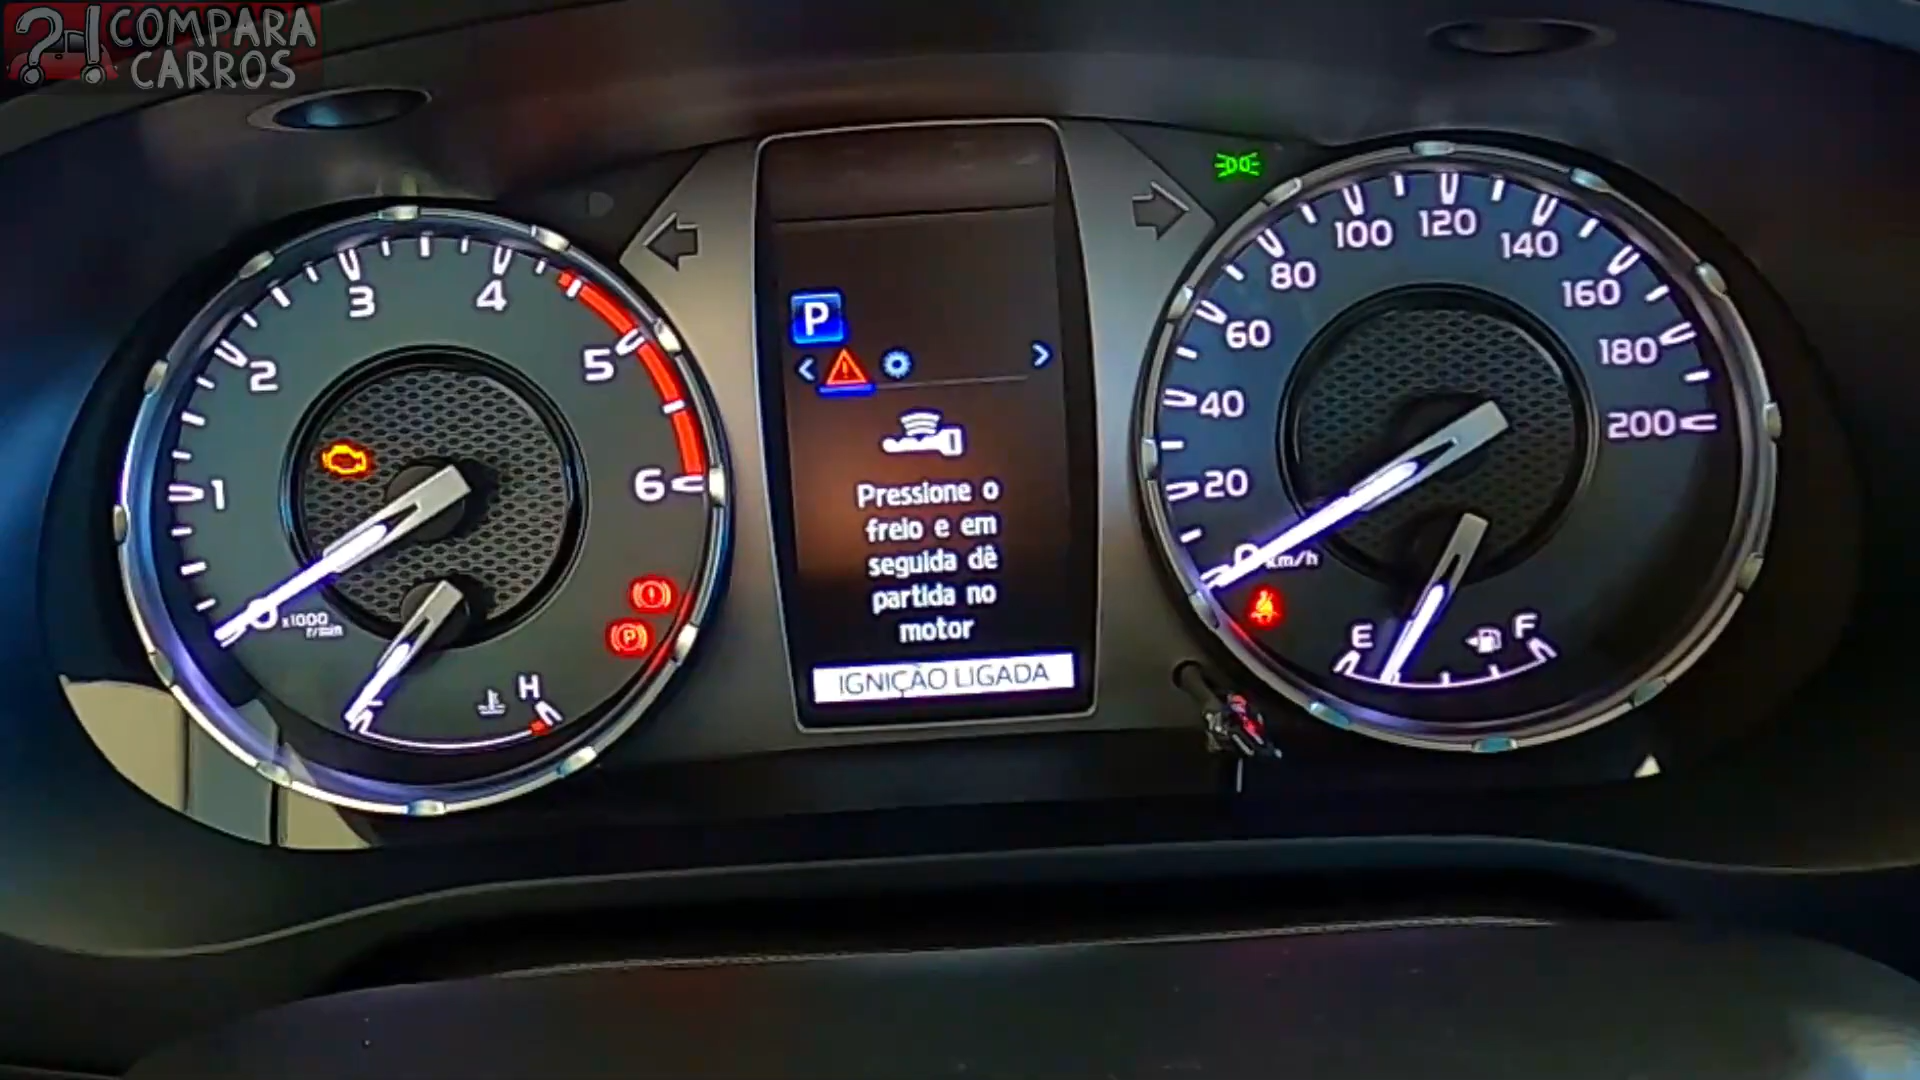 ?! COMPARA
CARROS
1
2
3
4
5
6
0
x1000
r/min
H
P
Pressione o
freio e em
seguida dê
partida no
motor
IGNIÇÃO LIGADA
0
20
40
60
80
100
120
140
160
180
200
km/h
E
F
P